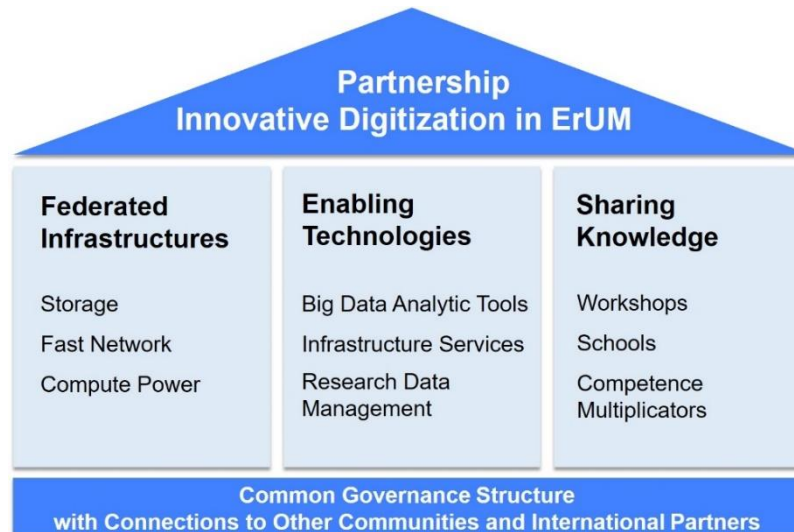 Partnership
Innovative Digitization in ErUM
Federated
Infrastructures
Storage
Fast Network
Compute Power
Enabling
Technologies
Big Data Analytic Tools
Infrastructure Services
Research Data
Management
Sharing
Knowledge
Workshops
Schools
Competence
Multiplicators
Common Governance Structure
with Connections to Other Communities and International Partners